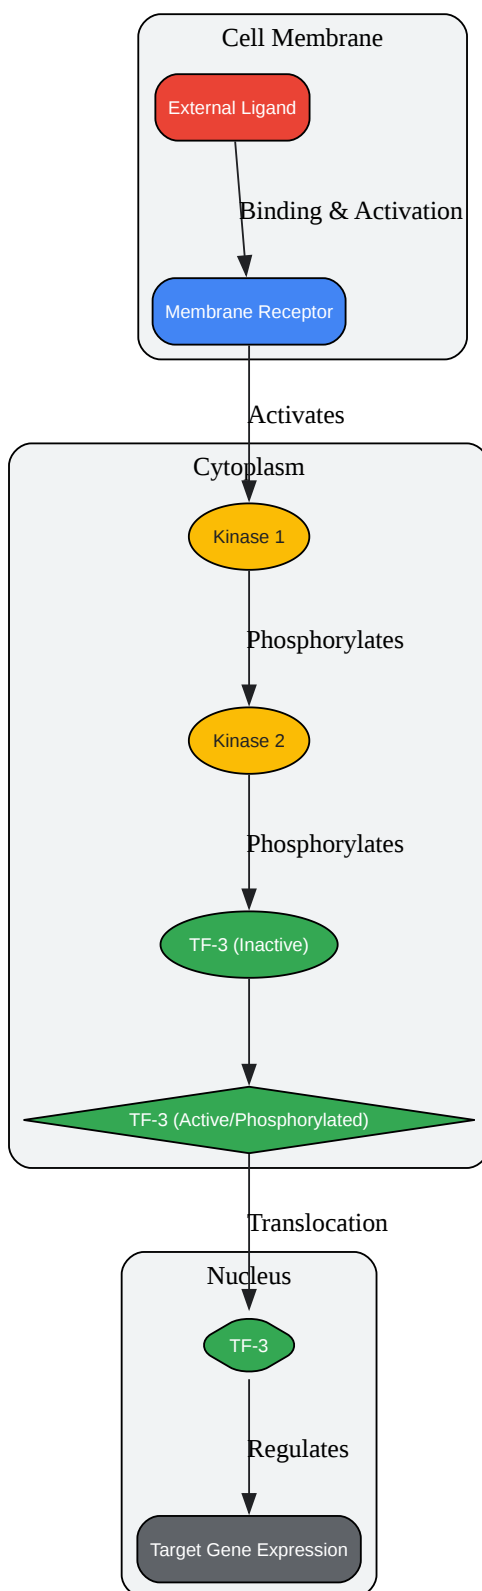 Cell Membrane
External Ligand
Binding & Activation
Membrane Receptor
Activates
Cytoplasm
Kinase 1
Phosphorylates
Kinase 2
Phosphorylates
TF-3 (Inactive)
TF-3 (Active/Phosphorylated)
Translocation
Nucleus
TF-3
Regulates
Target Gene Expression